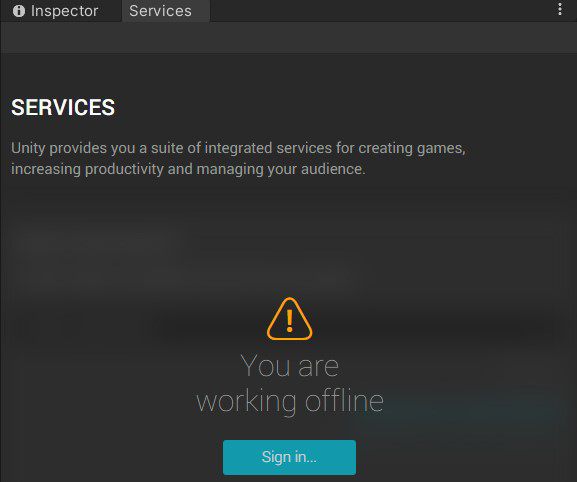 Inspector
Services
SERVICES
Unity provides you a suite of integrated services for creating games,
increasing productivity and managing your audience.
You are
working offline
Sign in...